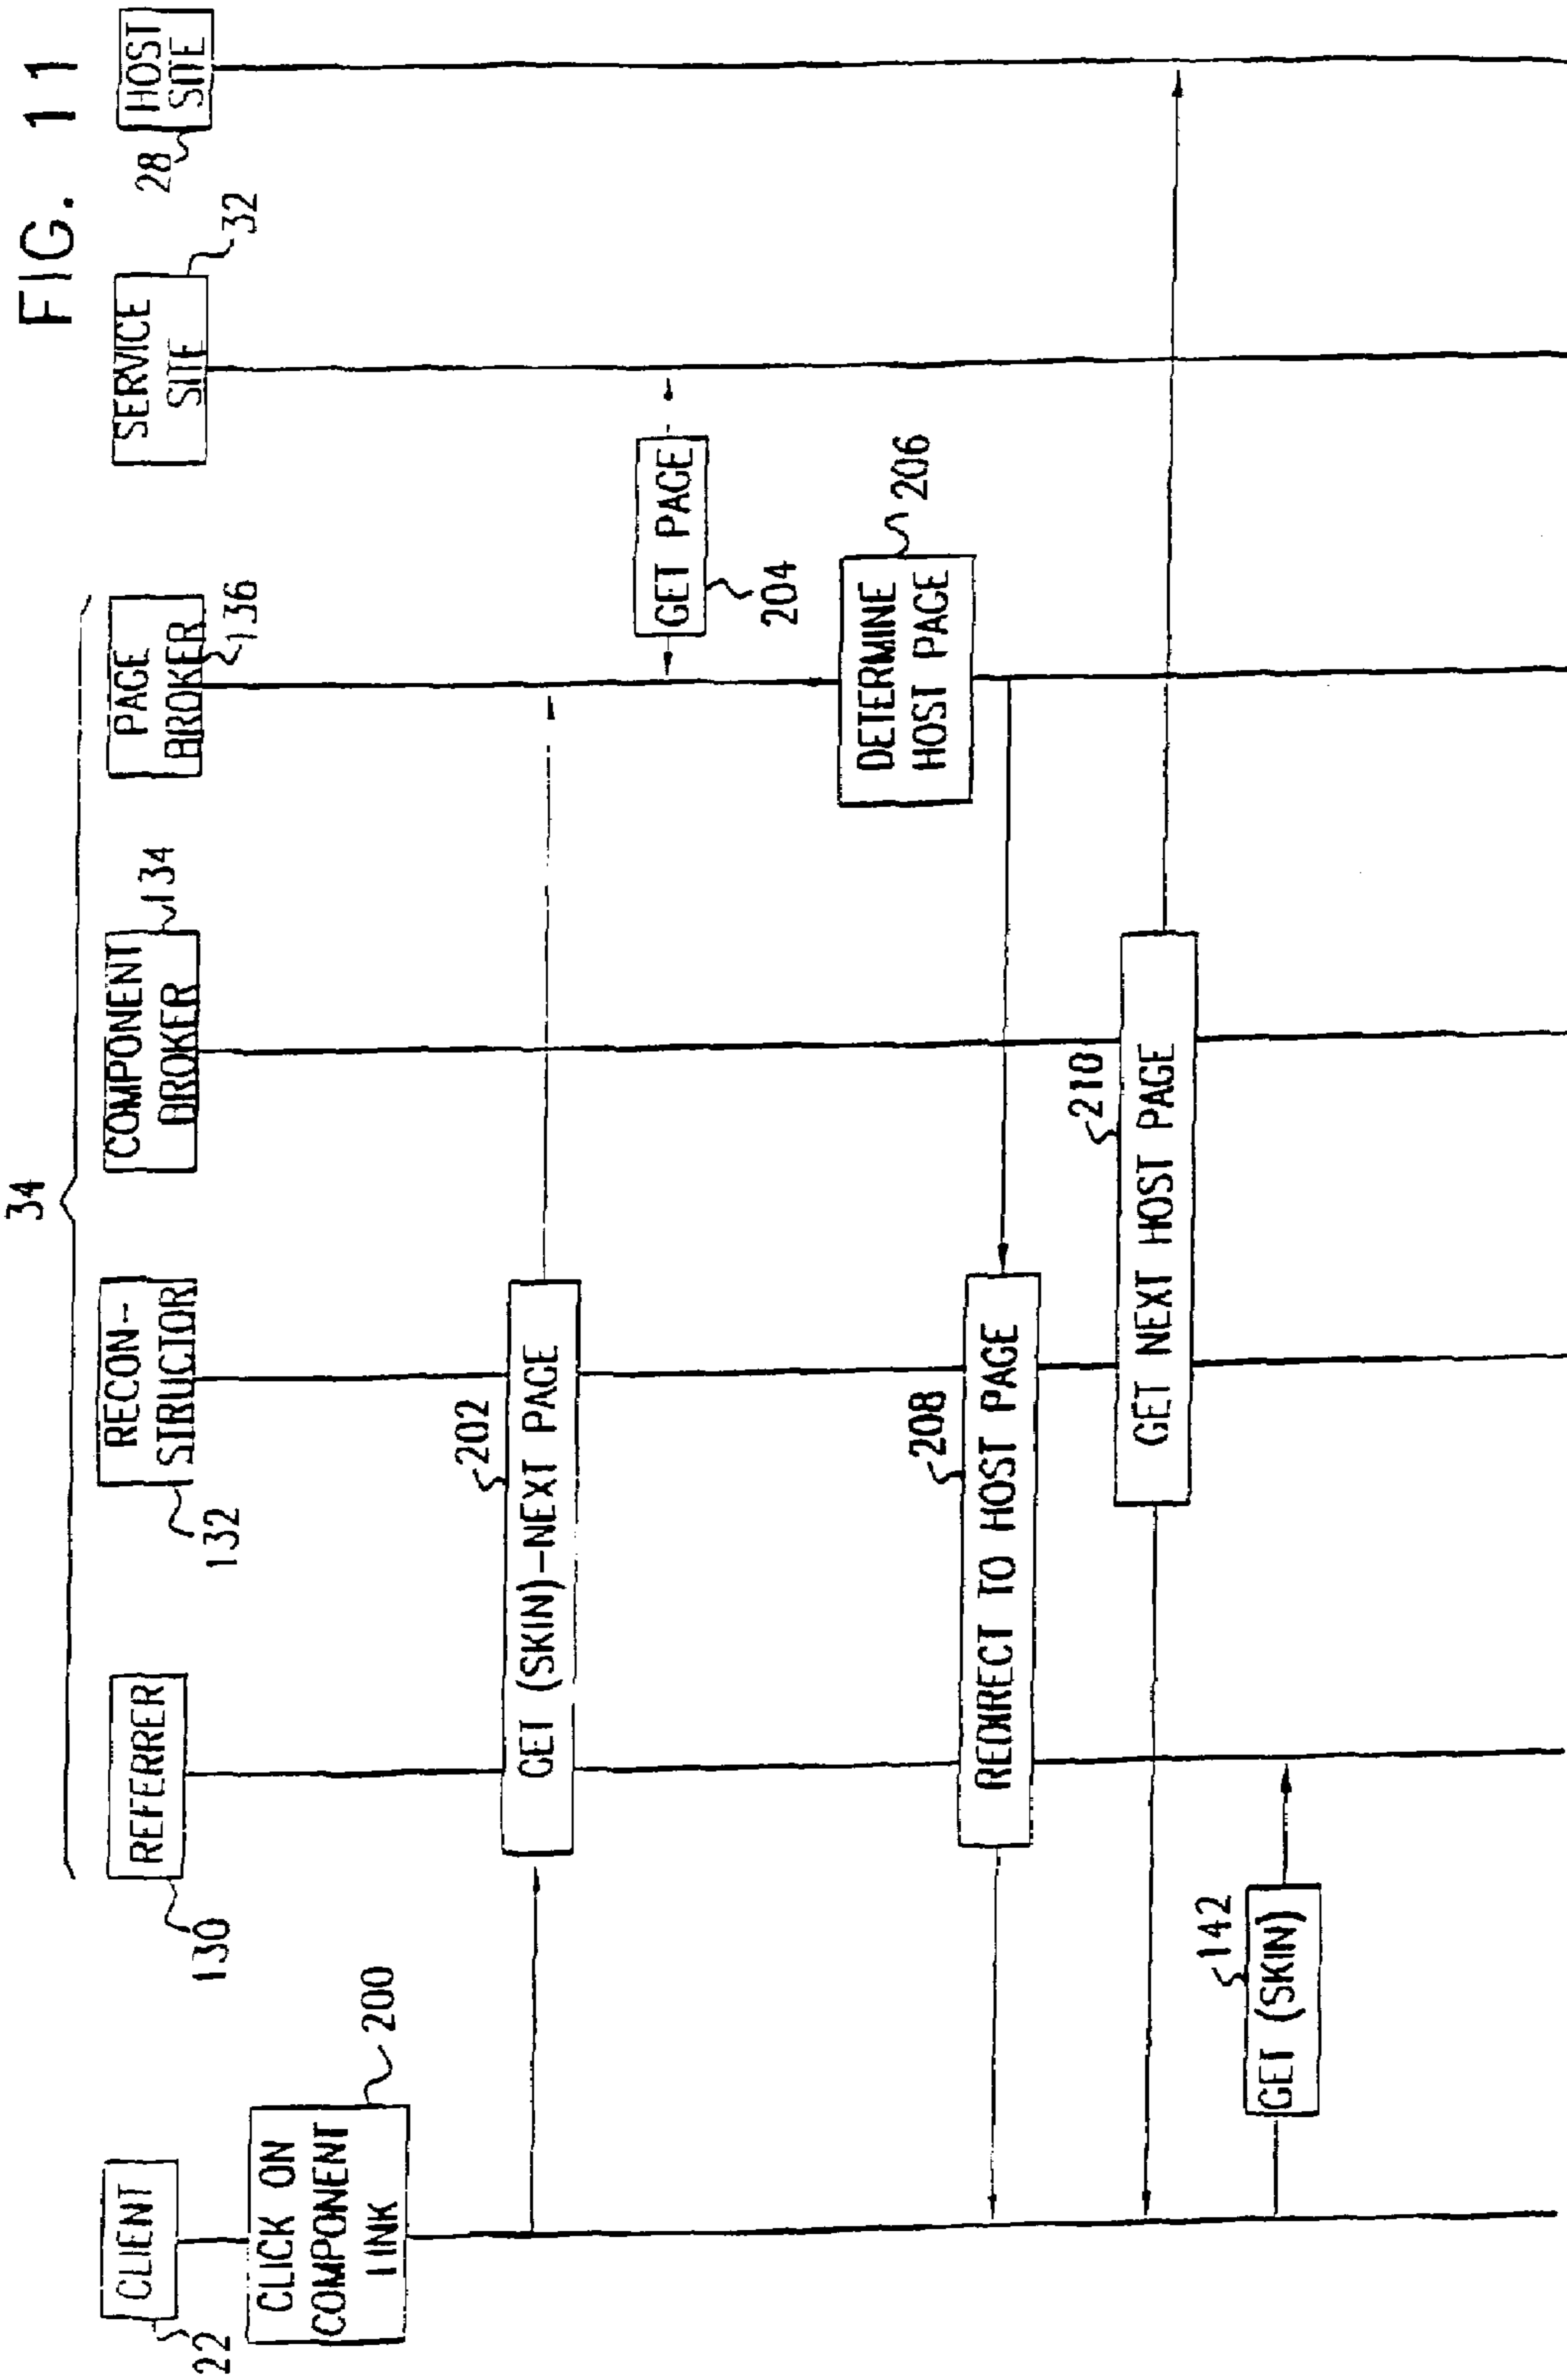 FIG. 11
34
CLIENT
22
REFERRER
130
RECON-
STRUCTOR
132
COMPONENT
BROKER
134
PAGE
BROKER
136
SERVICE
SITE
32
HOST
SITE
28
CLICK ON
COMPONENT
LINK
200
202
GET (SKIN)-NEXT PAGE
GET PAGE
204
DETERMINE
HOST PAGE
206
208
REDIRECT TO HOST PAGE
210
GET NEXT HOST PAGE
142
GET (SKIN)